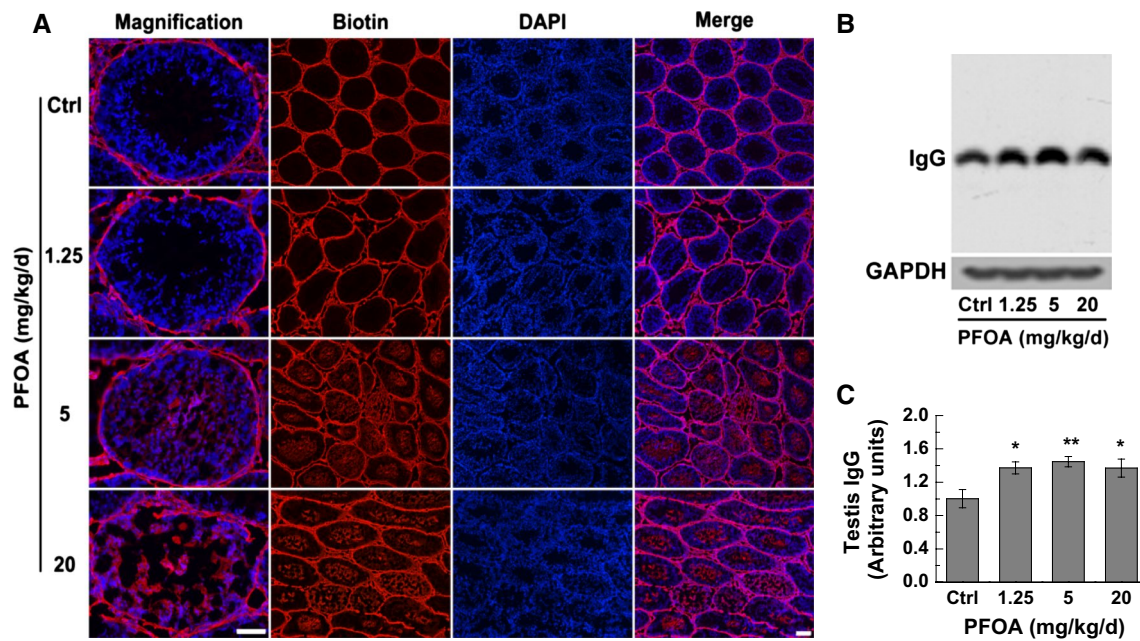 A
Magnification Biotin DAPI Merge
PFOA (mg/kg/d)
Ctrl
1.25
5
20
B
IgG
GAPDH
Ctrl 1.25 5 20
PFOA (mg/kg/d)
C
Testis IgG
(Arbitrary units)
2.0
1.6
1.2
0.8
0.4
0.0
* ** *
Ctrl 1.25 5 20
PFOA (mg/kg/d)